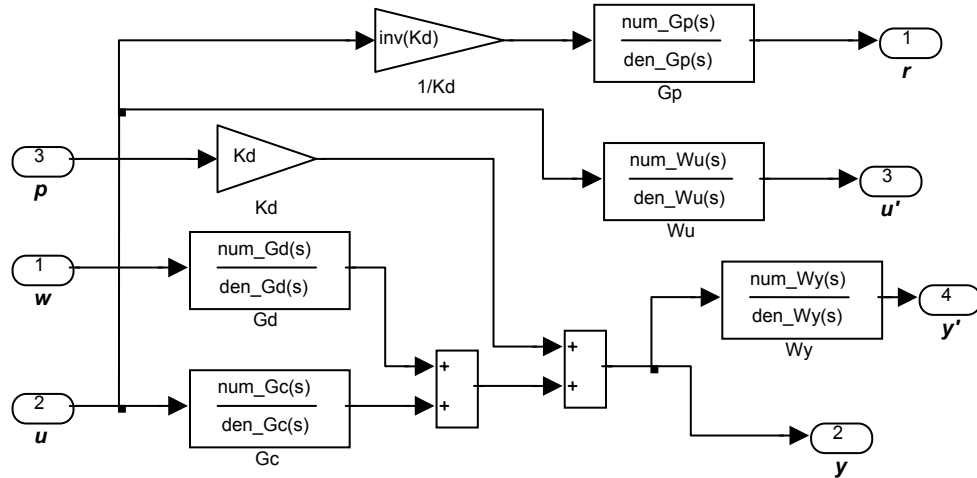 inv(Kd)
1/Kd
num_Gp(s)
den_Gp(s)
Gp
1
r
3
p
Kd
Kd
num_Wu(s)
den_Wu(s)
Wu
3
u'
1
w
num_Gd(s)
den_Gd(s)
Gd
num_Wy(s)
den_Wy(s)
Wy
4
y'
2
u
num_Gc(s)
den_Gc(s)
Gc
+
+
+
+
2
y